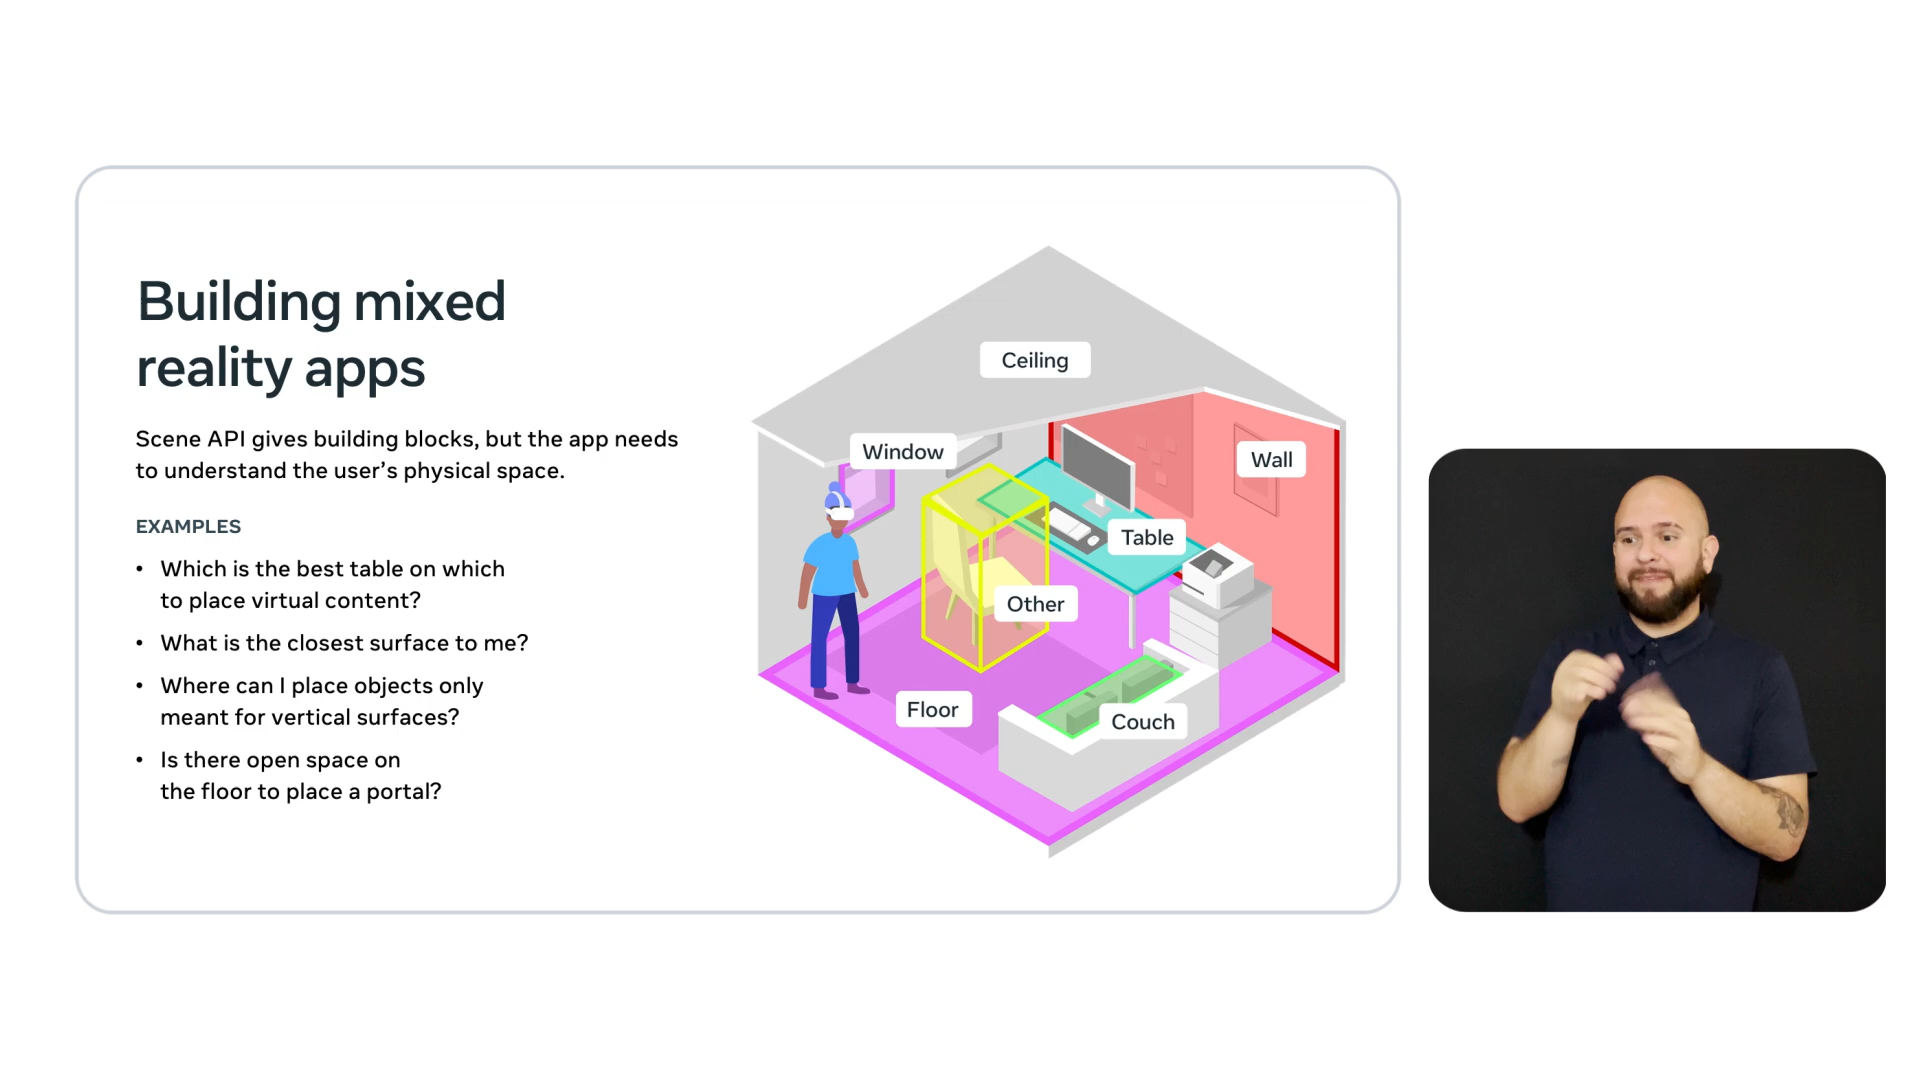 Building mixed
reality apps
Scene API gives building blocks, but the app needs
to understand the user’s physical space.
EXAMPLES
• Which is the best table on which
to place virtual content?
• What is the closest surface to me?
• Where can I place objects only
meant for vertical surfaces?
• Is there open space on
the floor to place a portal?
Ceiling
Window
Wall
Table
Other
Floor
Couch